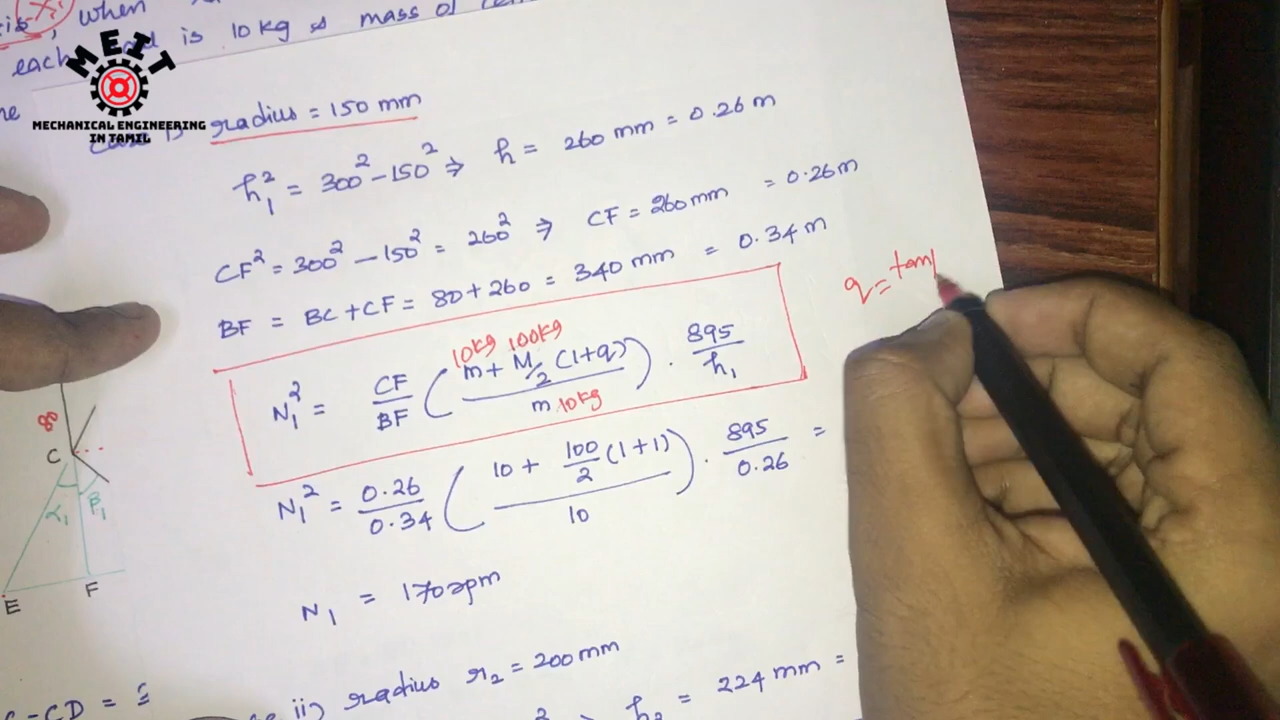 is, when
each is 10 kg & mass of
MEIT
MECHANICAL ENGINEERING
IN TAMIL
radius = 150 mm
h₁² = 300² - 150² ⇒ h = 260 mm = 0.26 m
CF² = 300² - 150² = 260² ⇒ CF = 260 mm = 0.26 m
BF = BC + CF = 80 + 260 = 340 mm = 0.34 m
q = tan
10kg 100kg
N₁² = CF/BF (m + M/2 (1+q) / m) . 895/h₁
10kg
N₁² = 0.26/0.34 (10 + 100/2 (1+1) / 10) . 895/0.26 =
N₁ = 170 rpm
ii) radius r₂ = 200 mm
= 224 mm =
80
C
α₁ β₁
E F
-CD =